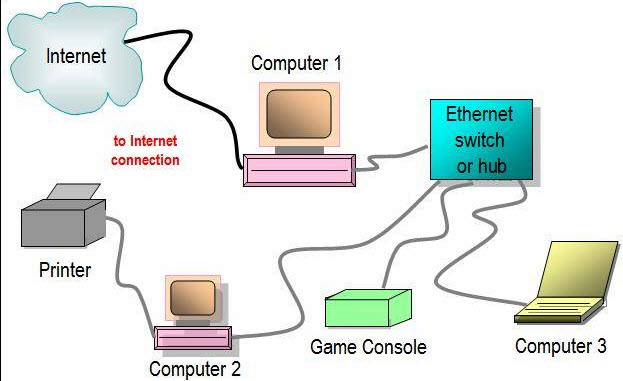 Internet
Computer 1
Ethernet
switch
or hub
to Internet
connection
Printer
Computer 2
Game Console
Computer 3